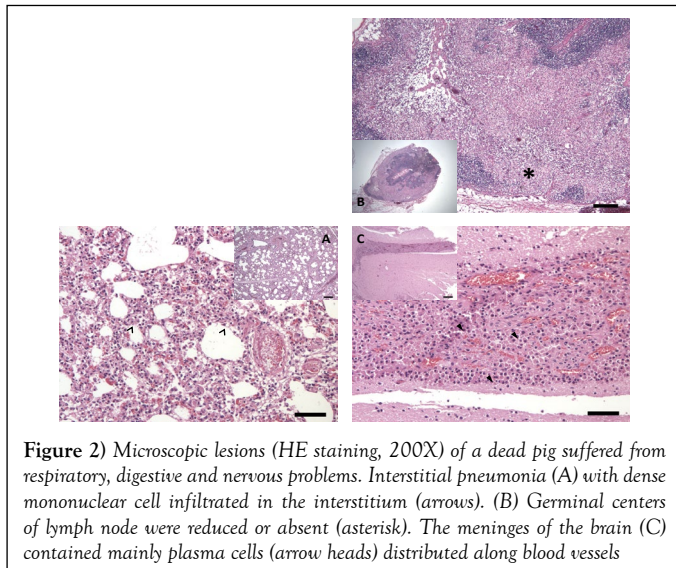 *
B
A
C
Figure 2) Microscopic lesions (HE staining, 200X) of a dead pig suffered from
respiratory, digestive and nervous problems. Interstitial pneumonia (A) with dense
mononuclear cell infiltrated in the interstitium (arrows). (B) Germinal centers
of lymph node were reduced or absent (asterisk). The meninges of the brain (C)
contained mainly plasma cells (arrow heads) distributed along blood vessels